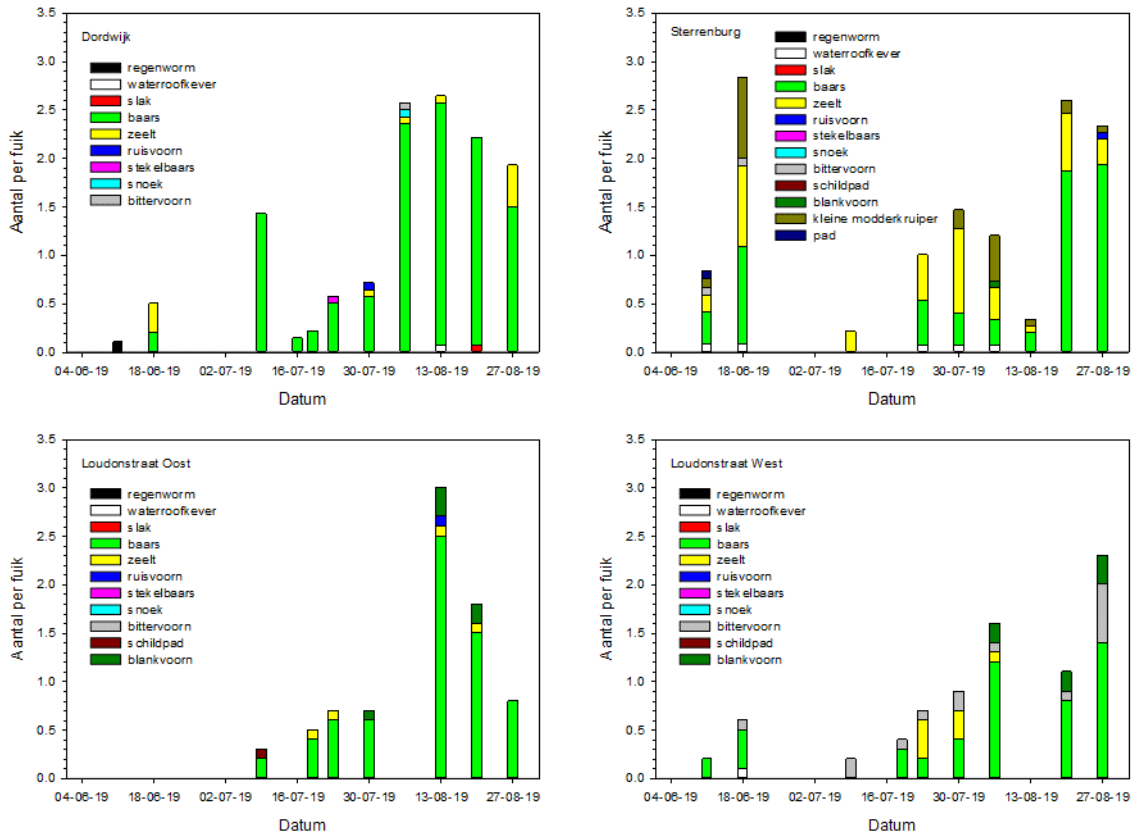 Dordwijk
regenworm
waterroofkever
slak
baars
zeelt
ruisvoorn
stekelbaars
snoek
bittervoorn
Aantal per fuik
3.5
3.0
2.5
2.0
1.5
1.0
0.5
0.0
04-06-19 18-06-19 02-07-19 16-07-19 30-07-19 13-08-19 27-08-19
Datum
Sterrenburg
regenworm
waterroofkever
slak
baars
zeelt
ruisvoorn
stekelbaars
snoek
bittervoorn
schildpad
blankvoorn
kleine modderkruiper
pad
Aantal per fuik
3.5
3.0
2.5
2.0
1.5
1.0
0.5
0.0
04-06-19 18-06-19 02-07-19 16-07-19 30-07-19 13-08-19 27-08-19
Datum
Loudonstraat Oost
regenworm
waterroofkever
slak
baars
zeelt
ruisvoorn
stekelbaars
snoek
bittervoorn
schildpad
blankvoorn
Aantal per fuik
3.5
3.0
2.5
2.0
1.5
1.0
0.5
0.0
04-06-19 18-06-19 02-07-19 16-07-19 30-07-19 13-08-19 27-08-19
Datum
Loudonstraat West
regenworm
waterroofkever
slak
baars
zeelt
ruisvoorn
stekelbaars
snoek
bittervoorn
schildpad
blankvoorn
Aantal per fuik
3.5
3.0
2.5
2.0
1.5
1.0
0.5
0.0
04-06-19 18-06-19 02-07-19 16-07-19 30-07-19 13-08-19 27-08-19
Datum